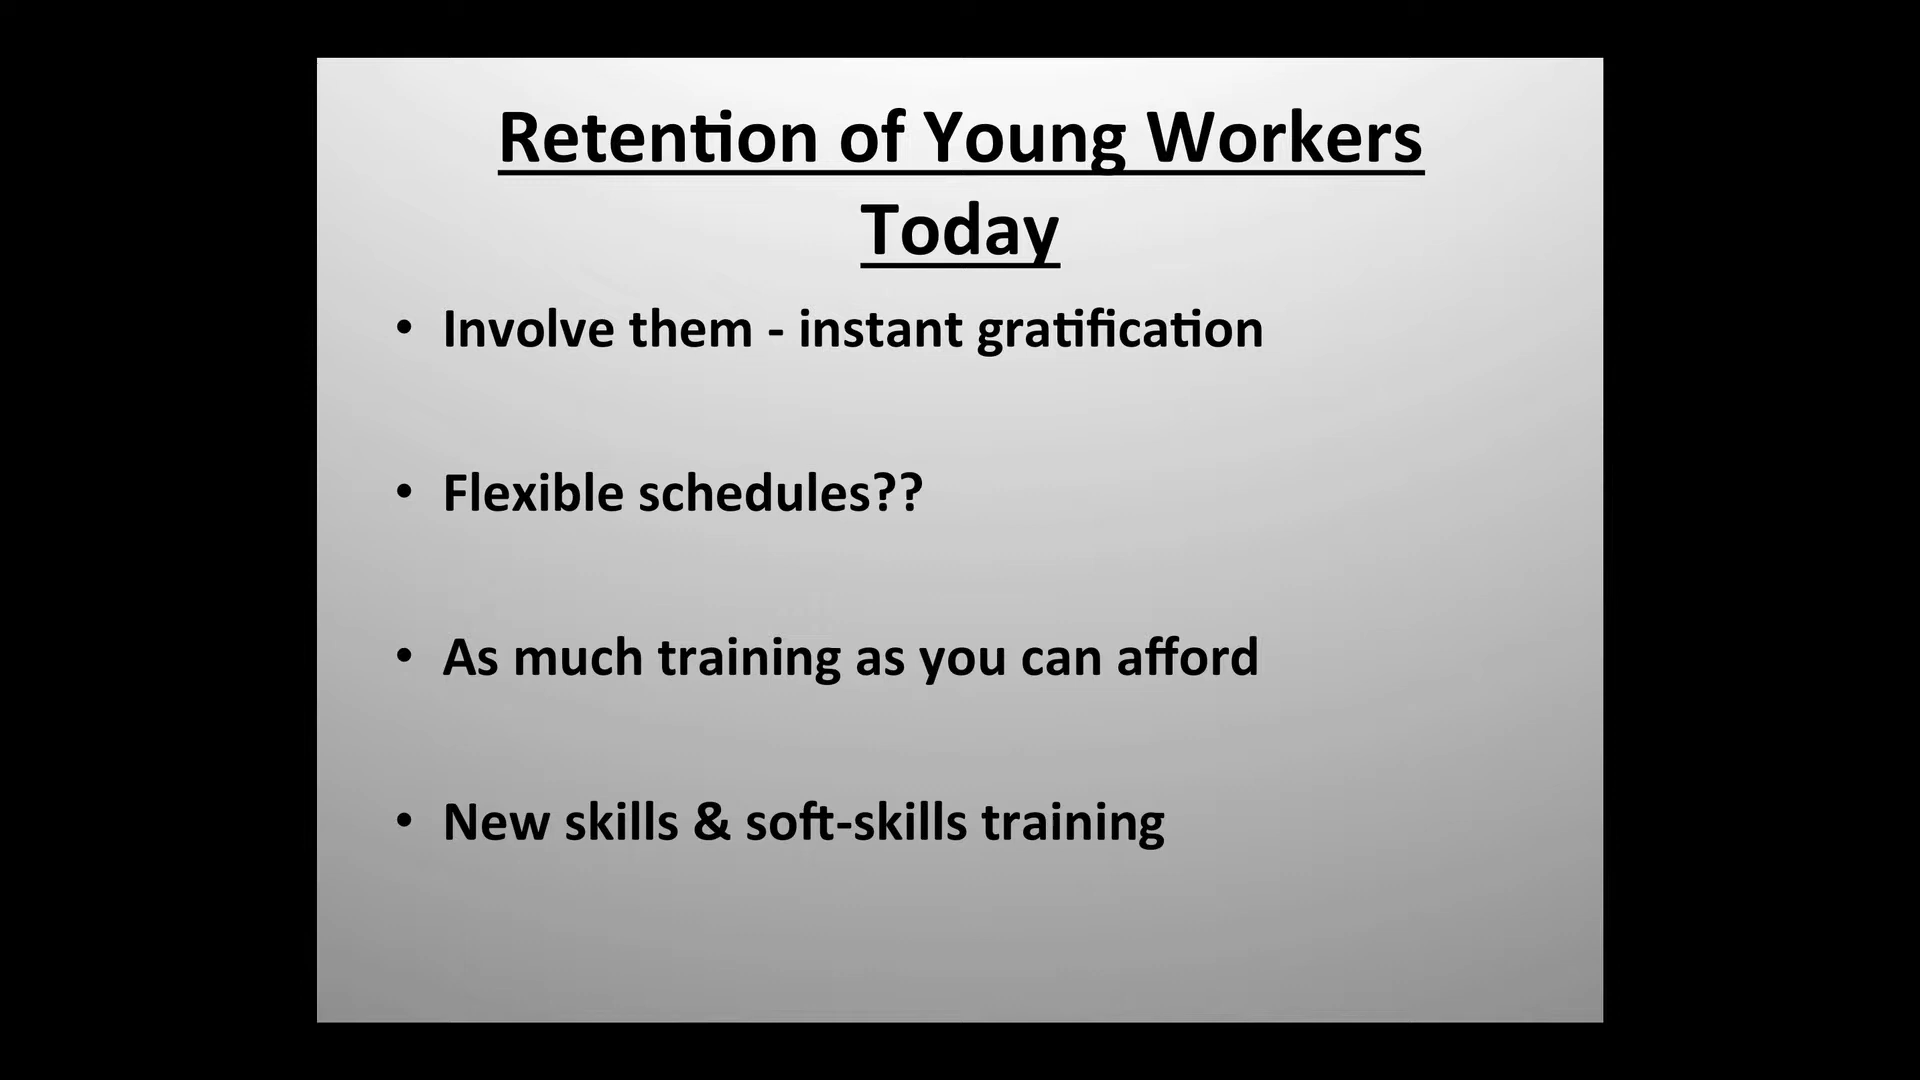 Retention of Young Workers
Today
• Involve them - instant gratification
• Flexible schedules??
• As much training as you can afford
• New skills & soft-skills training